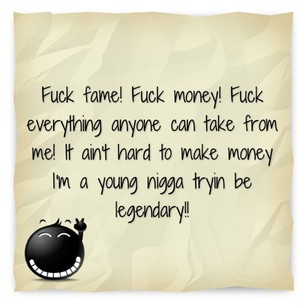 Fuck fame! Fuck money! Fuck
everything anyone can take from
me! It ain't hard to make money
I'm a young nigga tryin be
legendary!!